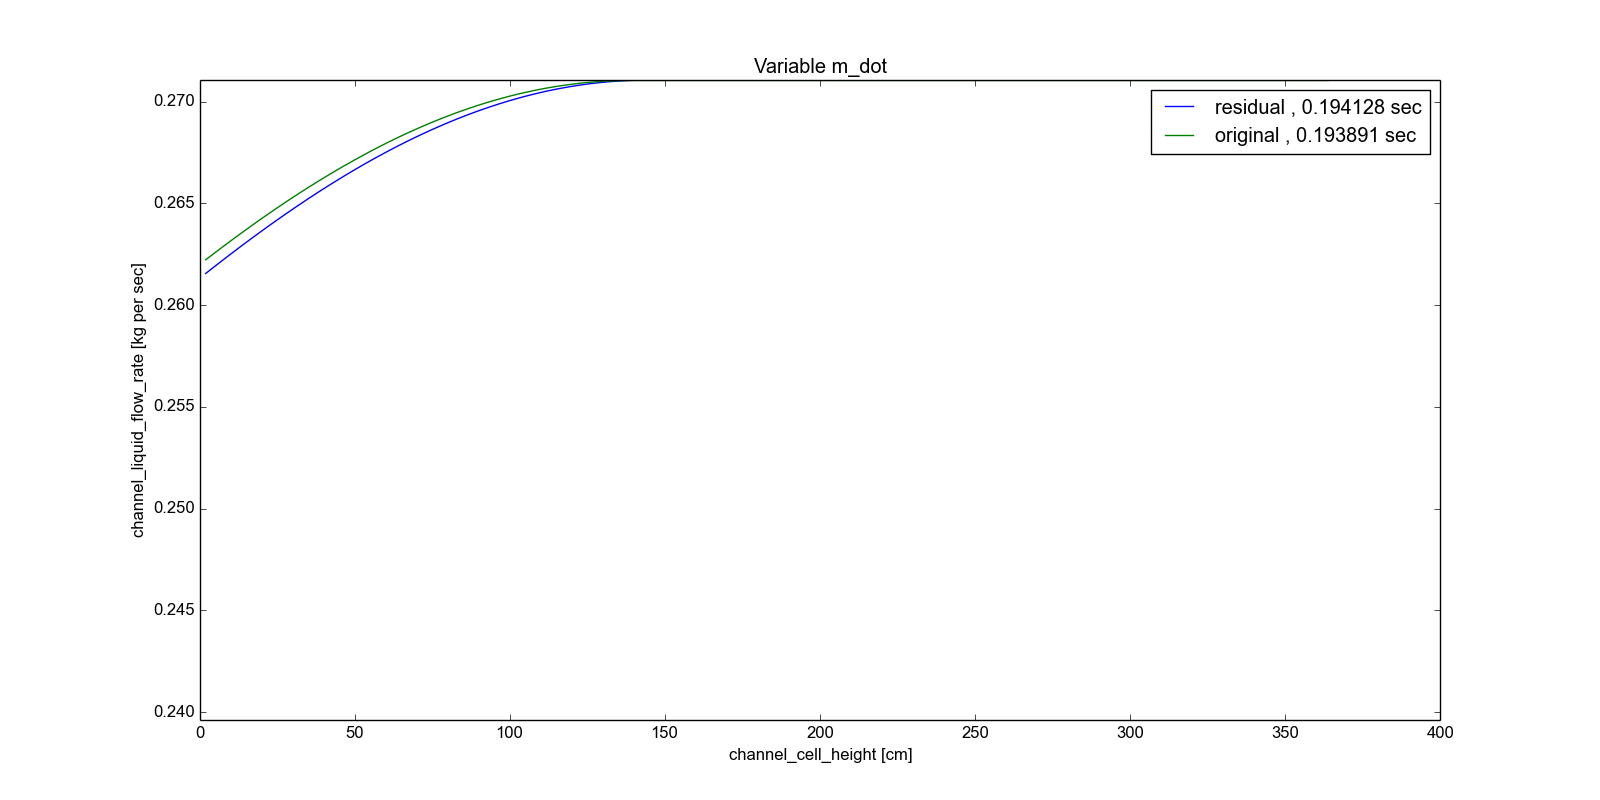 Variable m_dot
residual , 0.194128 sec
original , 0.193891 sec
channel_liquid_flow_rate [kg per sec]
0.270
0.265
0.260
0.255
0.250
0.245
0.240
0 50 100 150 200 250 300 350 400
channel_cell_height [cm]